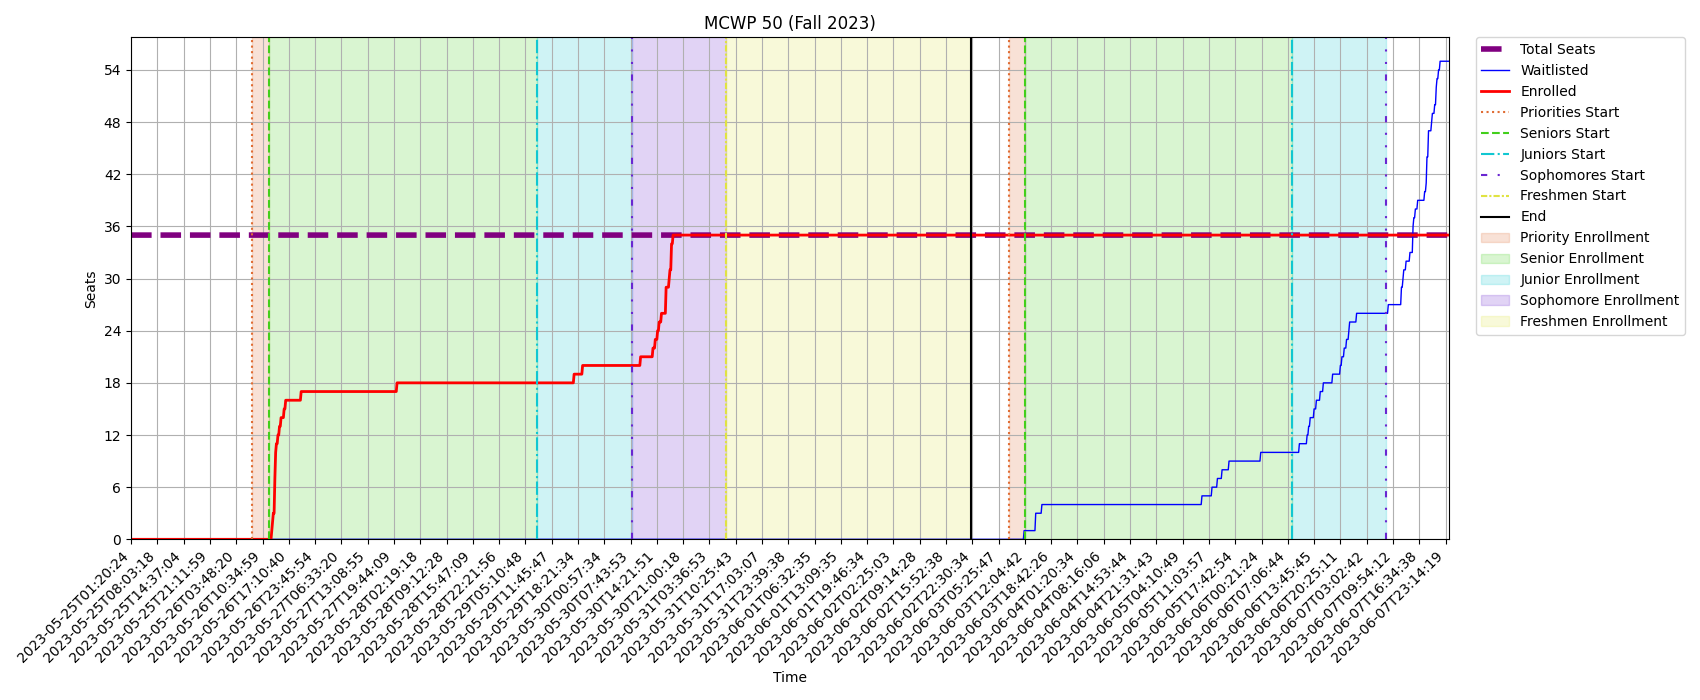 MCWP 50 (Fall 2023)
Seats
54
48
42
36
30
24
18
12
6
0
2023-05-25T01:20:24
2023-05-25T08:03:18
2023-05-25T14:37:04
2023-05-25T21:11:59
2023-05-26T03:48:20
2023-05-26T10:34:59
2023-05-26T17:10:40
2023-05-26T23:45:54
2023-05-27T06:33:20
2023-05-27T13:08:55
2023-05-27T19:44:09
2023-05-28T02:19:18
2023-05-28T09:12:28
2023-05-28T15:47:09
2023-05-28T22:21:56
2023-05-29T05:10:48
2023-05-29T11:45:47
2023-05-29T18:21:34
2023-05-30T00:57:34
2023-05-30T07:43:53
2023-05-30T14:21:51
2023-05-30T21:00:18
2023-05-31T03:36:53
2023-05-31T10:25:43
2023-05-31T17:03:07
2023-05-31T23:39:38
2023-06-01T06:32:35
2023-06-01T13:09:35
2023-06-01T19:46:34
2023-06-02T02:25:03
2023-06-02T09:14:28
2023-06-02T15:52:38
2023-06-02T22:30:34
2023-06-03T05:25:47
2023-06-03T12:04:42
2023-06-03T18:42:26
2023-06-04T01:20:34
2023-06-04T08:16:06
2023-06-04T14:53:44
2023-06-04T21:31:43
2023-06-05T04:10:49
2023-06-05T11:03:57
2023-06-05T17:42:54
2023-06-06T00:21:24
2023-06-06T07:06:44
2023-06-06T13:45:45
2023-06-06T20:25:11
2023-06-07T03:02:42
2023-06-07T09:54:12
2023-06-07T16:34:38
2023-06-07T23:14:19
Time
Total Seats
Waitlisted
Enrolled
Priorities Start
Seniors Start
Juniors Start
Sophomores Start
Freshmen Start
End
Priority Enrollment
Senior Enrollment
Junior Enrollment
Sophomore Enrollment
Freshmen Enrollment